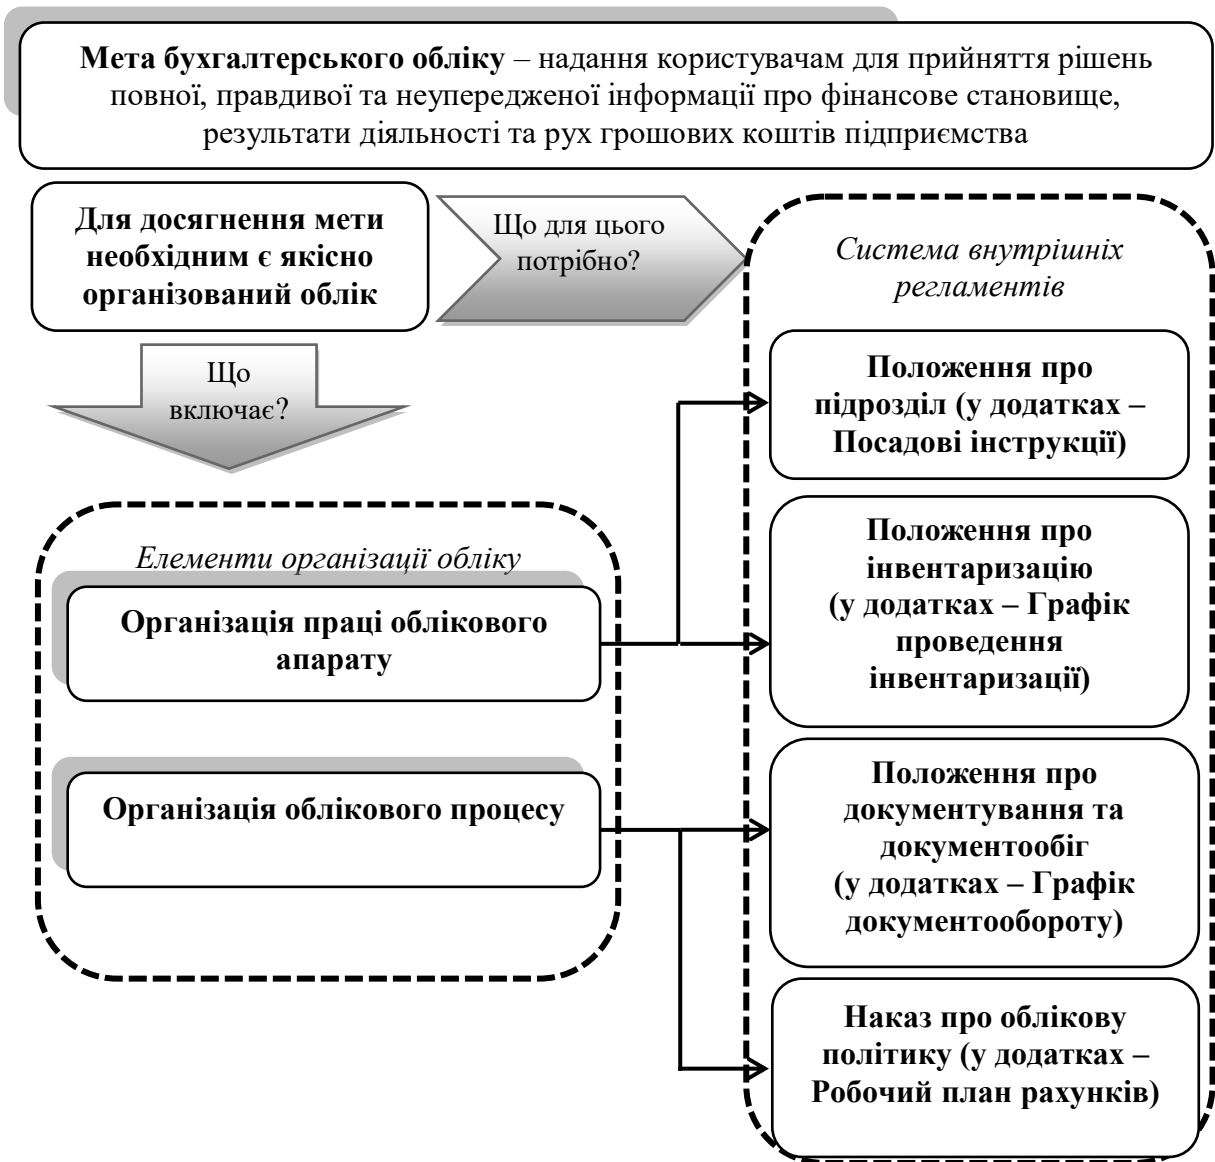 Мета бухгалтерського обліку – надання користувачам для прийняття рішень
повної, правдивої та неупередженої інформації про фінансове становище,
результати діяльності та рух грошових коштів підприємства
Для досягнення мети
необхідним є якісно
організований облік
Що для цього
потрібно?
Що
включає?
Елементи організації обліку
Організація праці облікового
апарату
Організація облікового процесу
Система внутрішніх
регламентів
Положення про
підрозділ (у додатках –
Посадові інструкції)
Положення про
інвентаризацію
(у додатках – Графік
проведення
інвентаризації)
Положення про
документування та
документообіг
(у додатках – Графік
документообороту)
Наказ про облікову
політику (у додатках –
Робочий план рахунків)